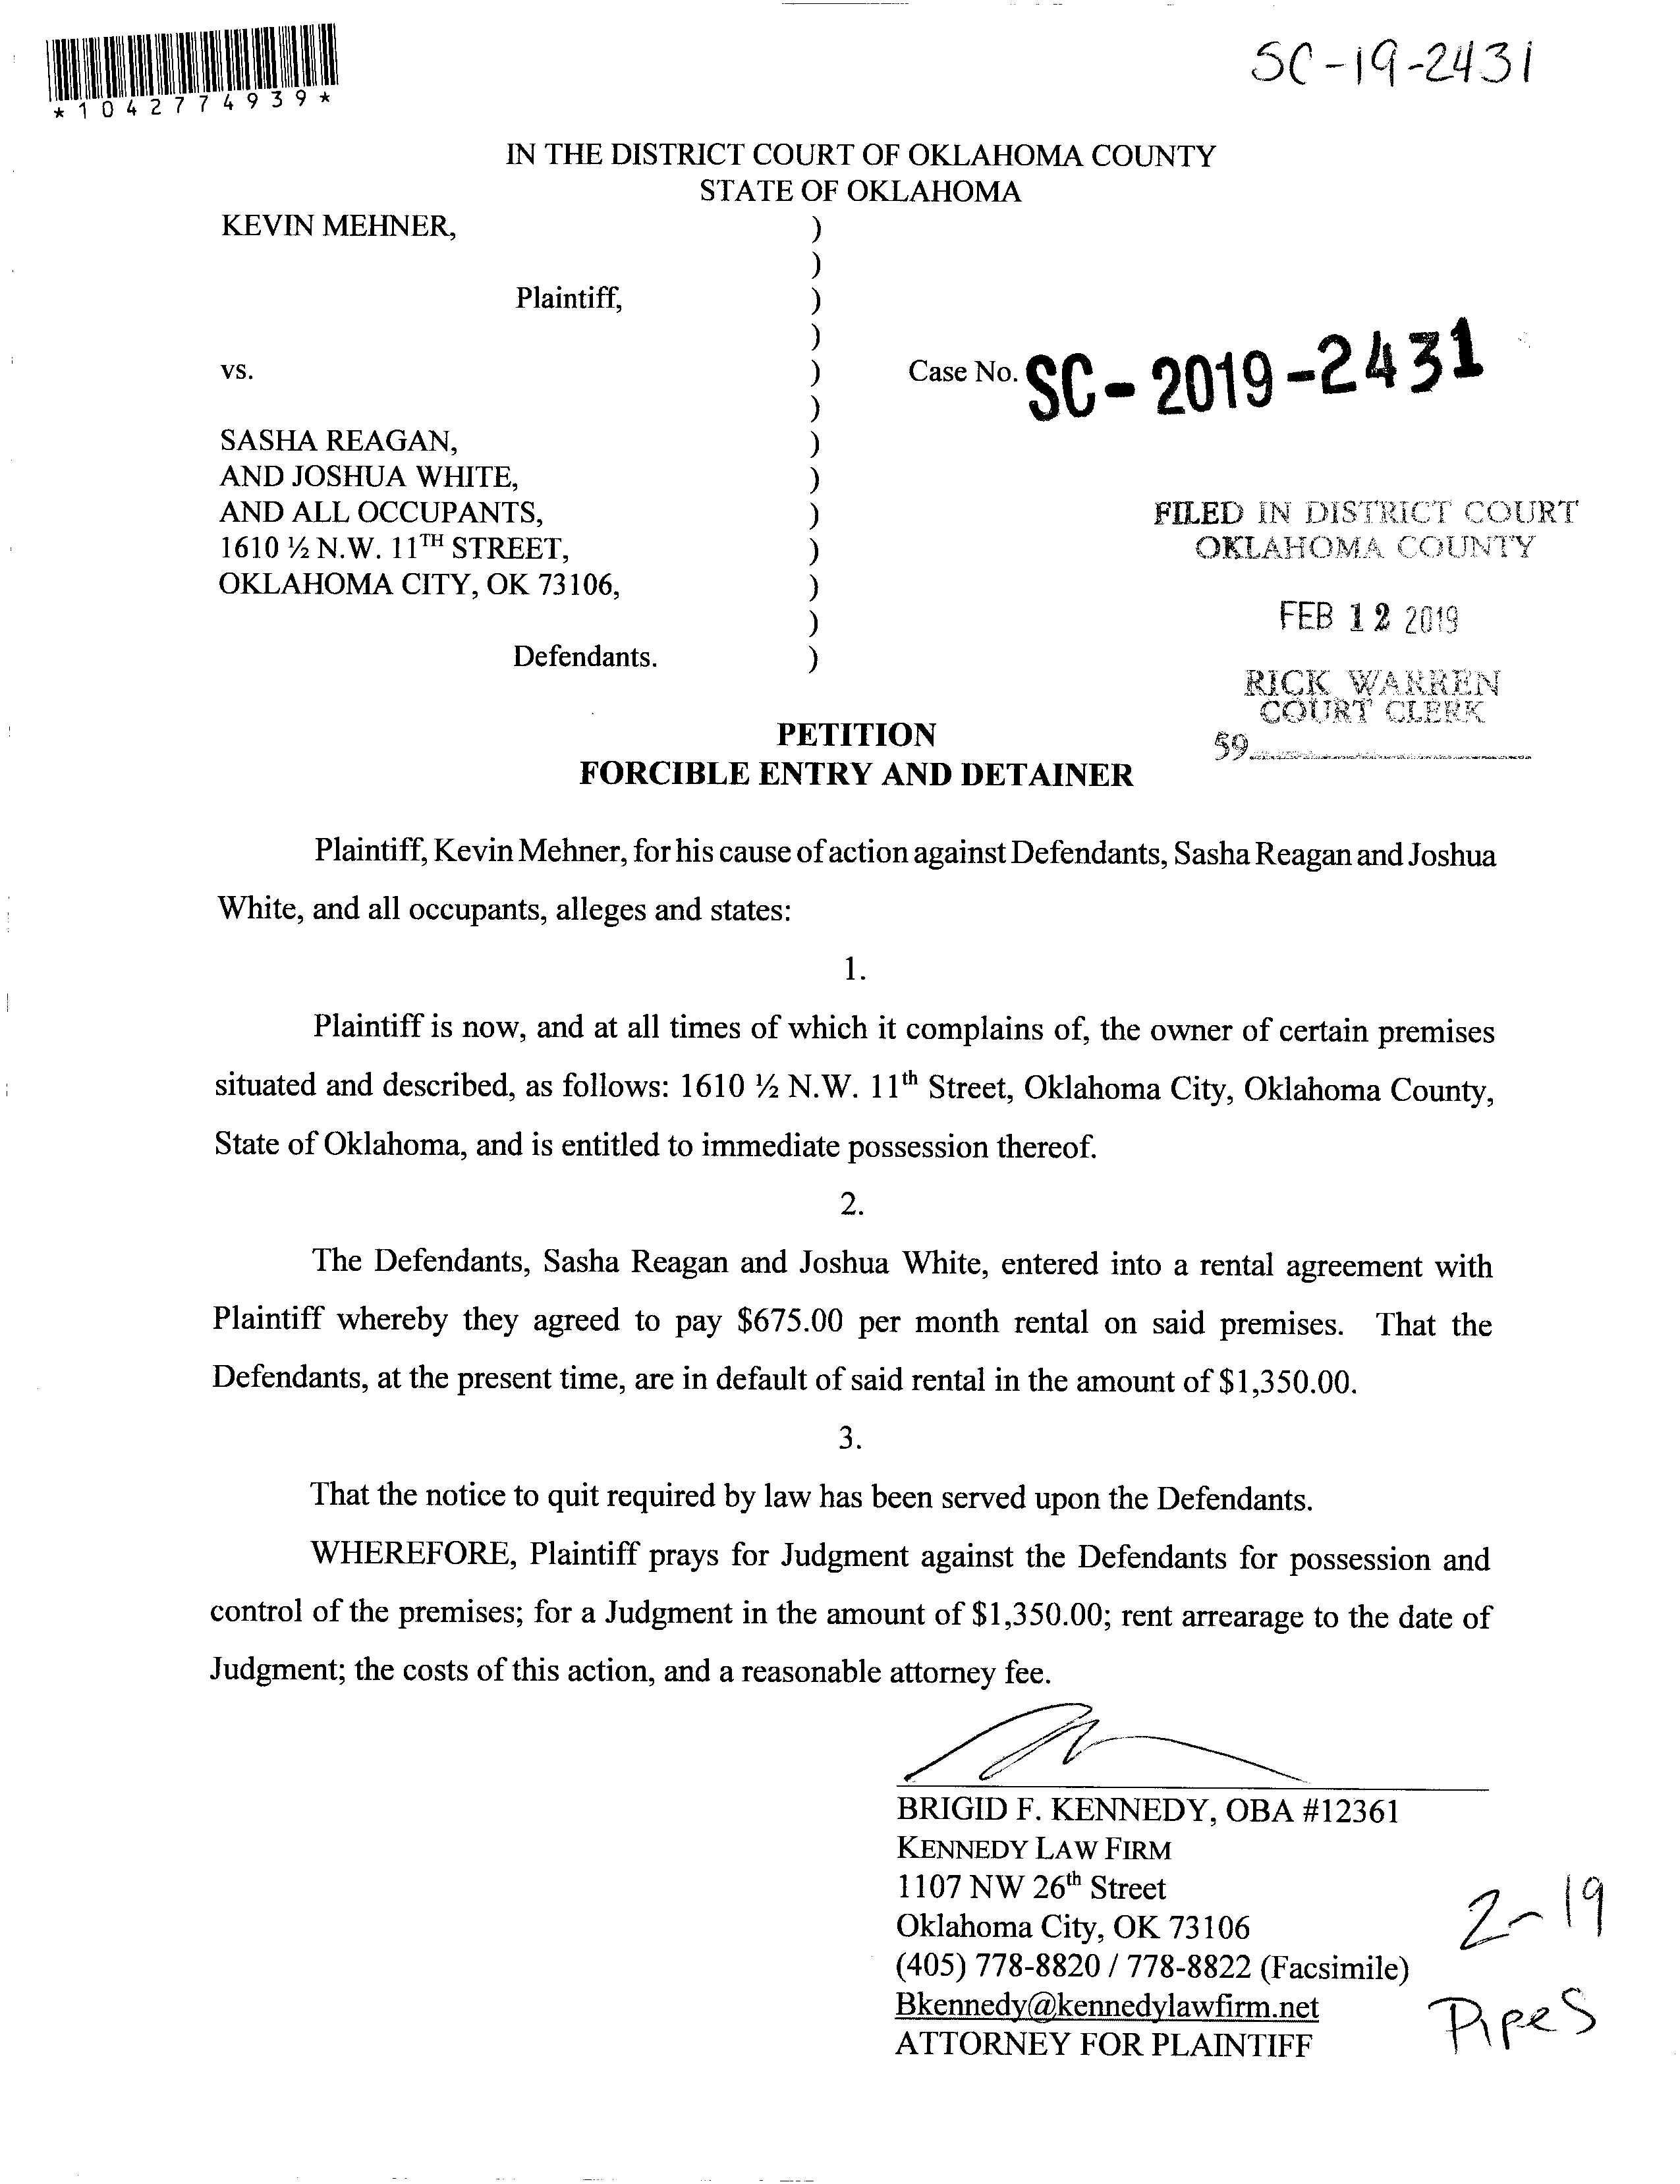 SC-19-2431
*1042774939*
IN THE DISTRICT COURT OF OKLAHOMA COUNTY
STATE OF OKLAHOMA
KEVIN MEHNER, )
)
Plaintiff, )
)
vs. ) Case No. SC-2019-2431
)
SASHA REAGAN, )
AND JOSHUA WHITE, )
AND ALL OCCUPANTS, ) FILED IN DISTRICT COURT
1610 ½ N.W. 11TH STREET, ) OKLAHOMA COUNTY
OKLAHOMA CITY, OK 73106, )
) FEB 12 2019
Defendants. )
RICK WARREN
COURT CLERK
59
PETITION
FORCIBLE ENTRY AND DETAINER
Plaintiff, Kevin Mehner, for his cause of action against Defendants, Sasha Reagan and Joshua
White, and all occupants, alleges and states:
1.
Plaintiff is now, and at all times of which it complains of, the owner of certain premises
situated and described, as follows: 1610 ½ N.W. 11th Street, Oklahoma City, Oklahoma County,
State of Oklahoma, and is entitled to immediate possession thereof.
2.
The Defendants, Sasha Reagan and Joshua White, entered into a rental agreement with
Plaintiff whereby they agreed to pay $675.00 per month rental on said premises. That the
Defendants, at the present time, are in default of said rental in the amount of $1,350.00.
3.
That the notice to quit required by law has been served upon the Defendants.
WHEREFORE, Plaintiff prays for Judgment against the Defendants for possession and
control of the premises; for a Judgment in the amount of $1,350.00; rent arrearage to the date of
Judgment; the costs of this action, and a reasonable attorney fee.
BRIGID F. KENNEDY, OBA #12361
KENNEDY LAW FIRM
1107 NW 26th Street
Oklahoma City, OK 73106
(405) 778-8820 / 778-8822 (Facsimile)
Bkennedy@kennedylawfirm.net
ATTORNEY FOR PLAINTIFF
2-19
Pipes